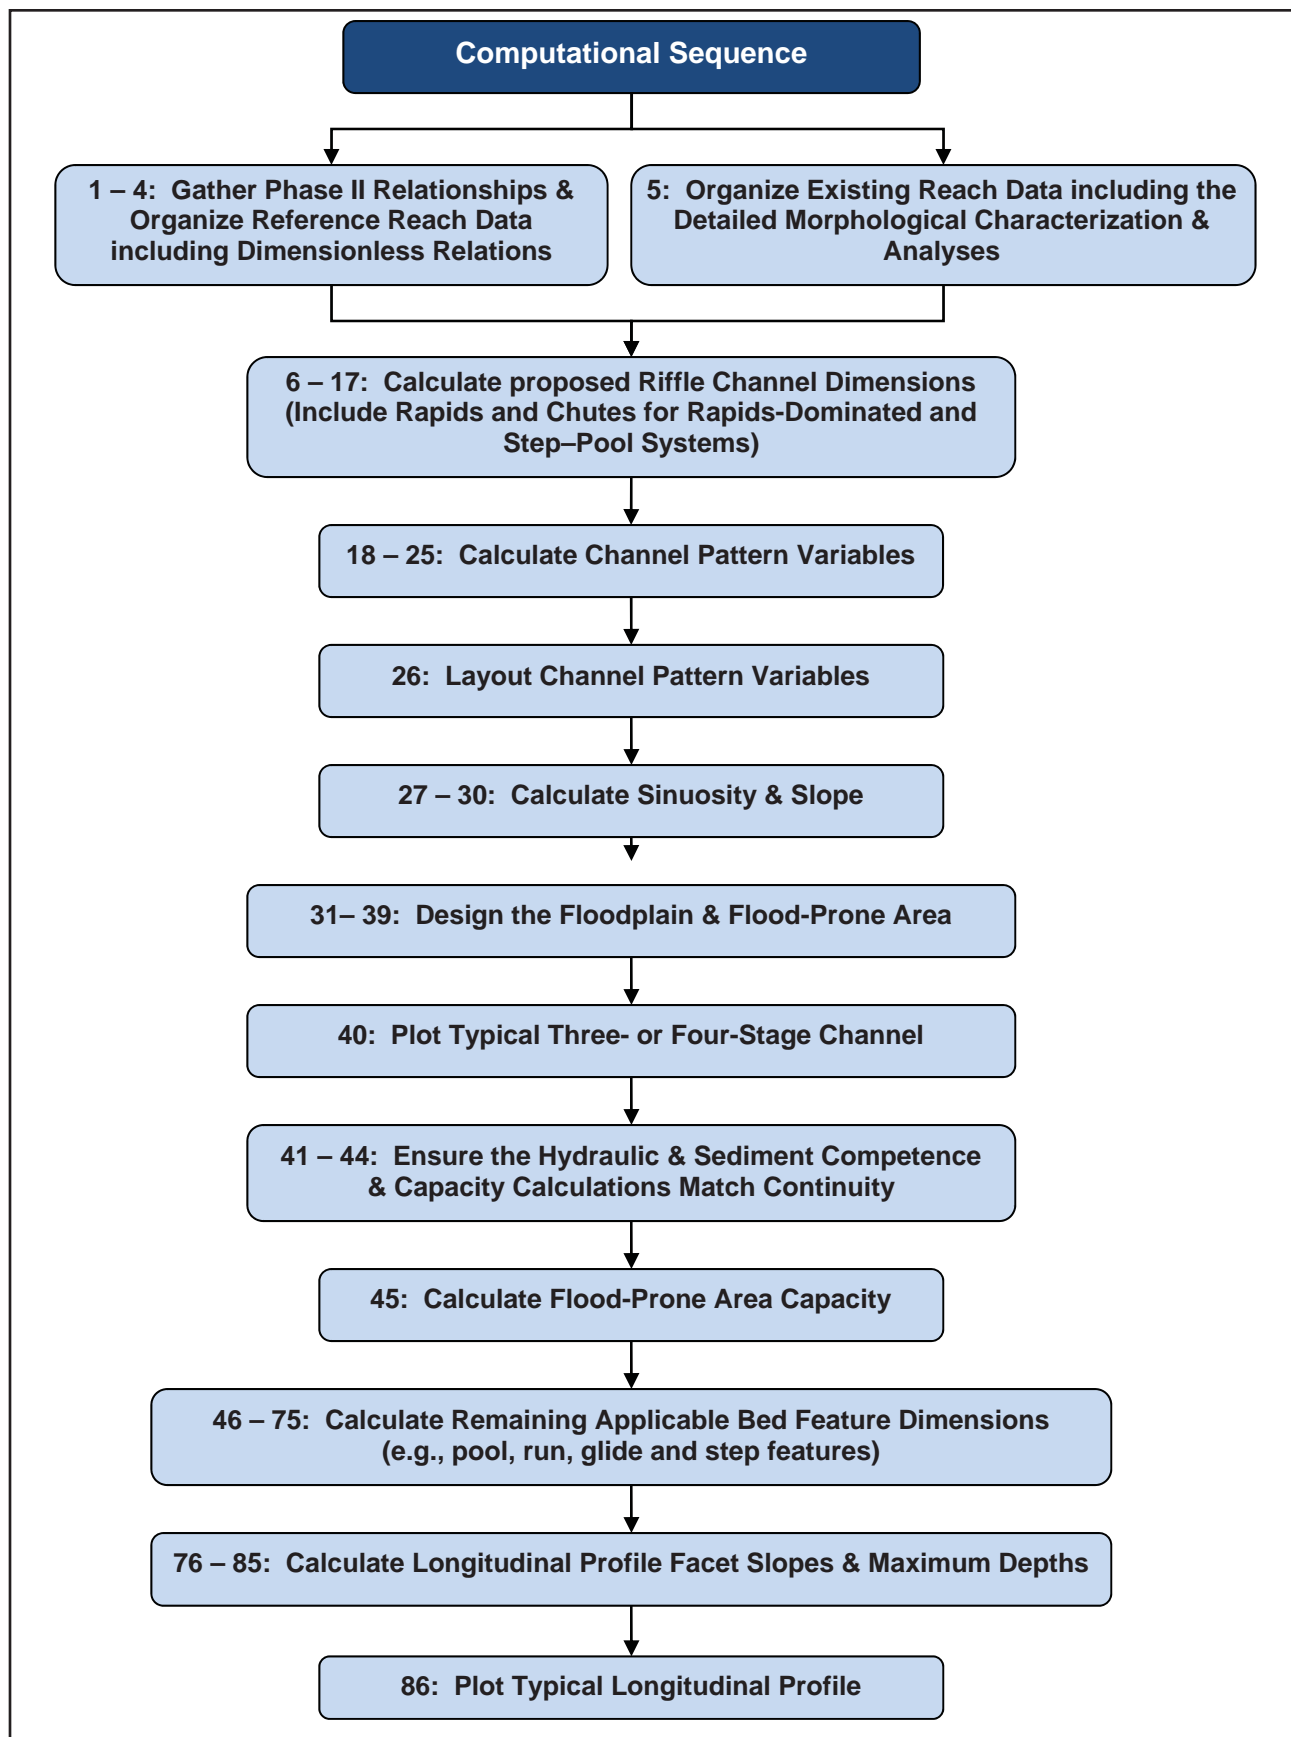 Computational Sequence
1 – 4:  Gather Phase II Relationships &
Organize Reference Reach Data
including Dimensionless Relations
5:  Organize Existing Reach Data including the
Detailed Morphological Characterization &
Analyses
6 – 17:  Calculate proposed Riffle Channel Dimensions
(Include Rapids and Chutes for Rapids-Dominated and
Step–Pool Systems)
18 – 25:  Calculate Channel Pattern Variables
26:  Layout Channel Pattern Variables
27 – 30:  Calculate Sinuosity & Slope
31– 39:  Design the Floodplain & Flood-Prone Area
40:  Plot Typical Three- or Four-Stage Channel
41 – 44:  Ensure the Hydraulic & Sediment Competence
& Capacity Calculations Match Continuity
45:  Calculate Flood-Prone Area Capacity
46 – 75:  Calculate Remaining Applicable Bed Feature Dimensions
(e.g., pool, run, glide and step features)
76 – 85:  Calculate Longitudinal Profile Facet Slopes & Maximum Depths
86:  Plot Typical Longitudinal Profile